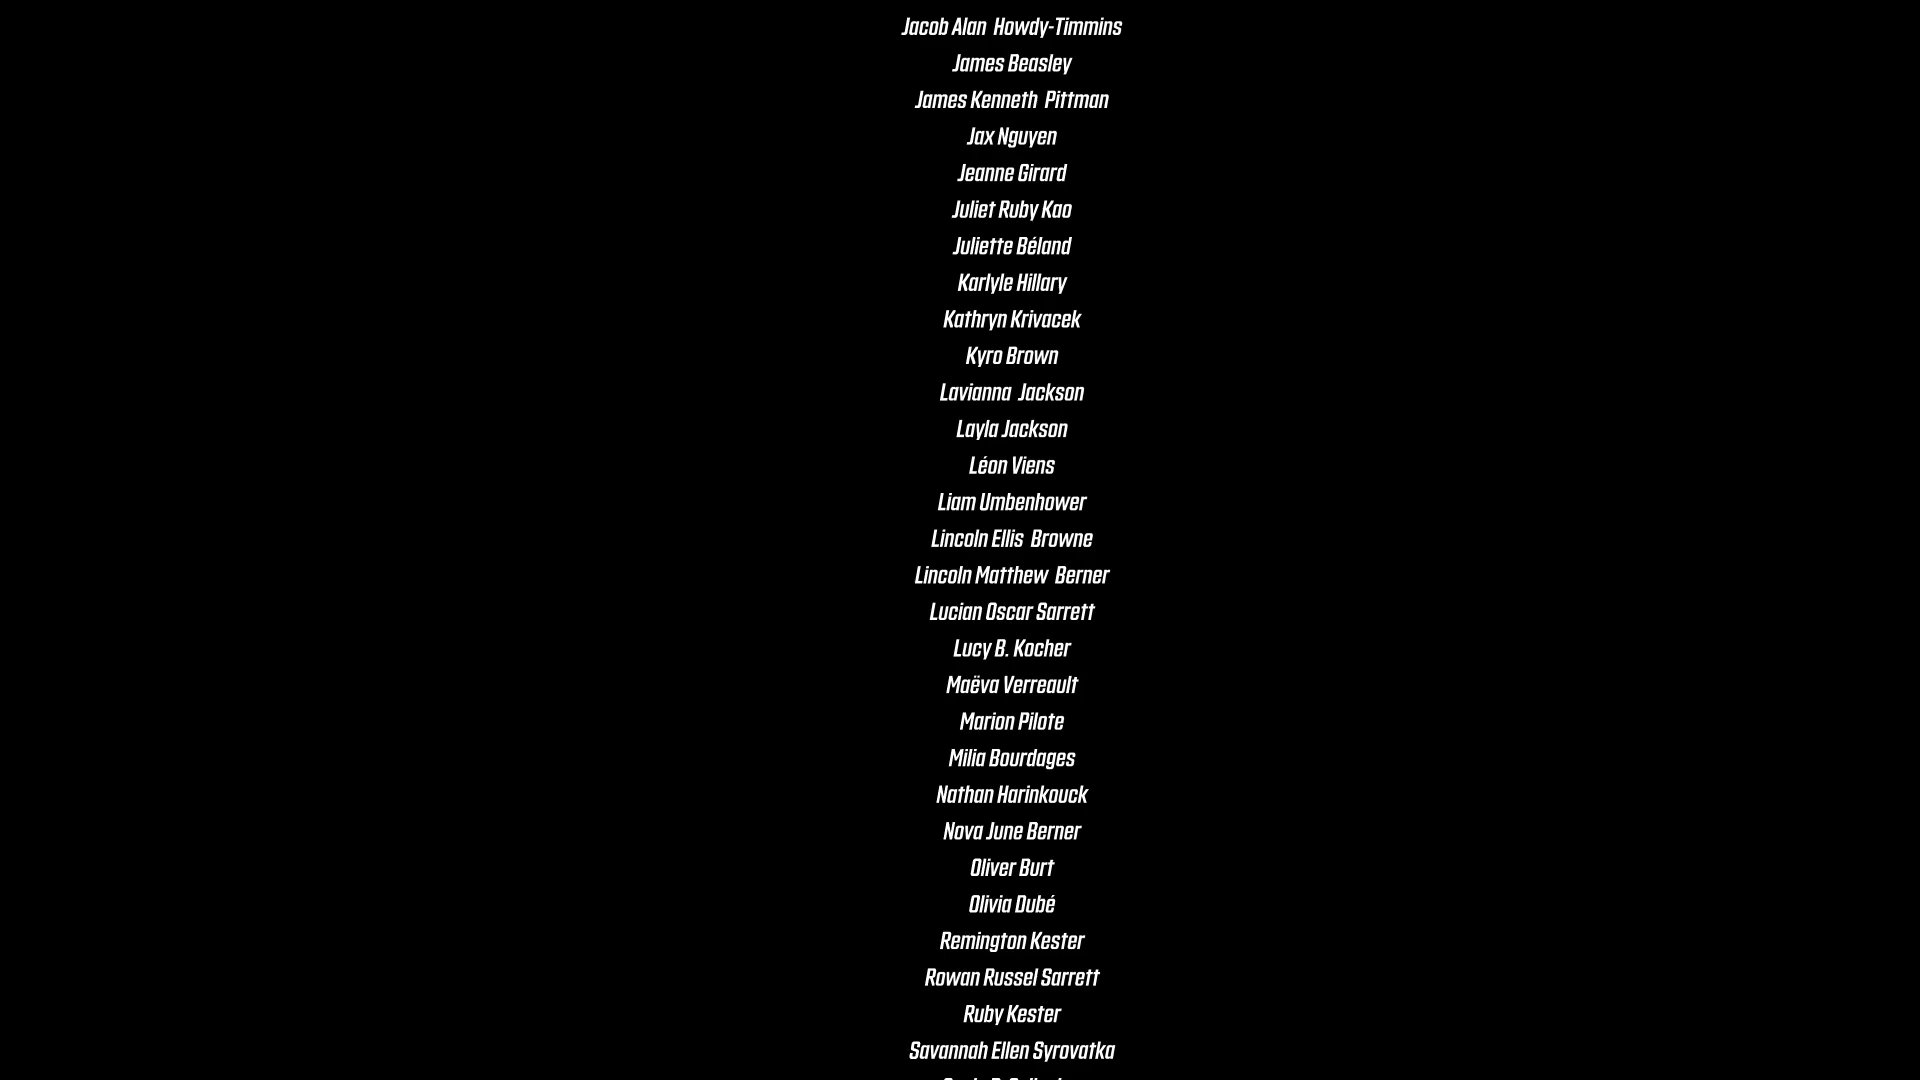 Jacob Alan Howdy-Timmins
James Beasley
James Kenneth Pittman
Jax Nguyen
Jeanne Girard
Juliet Ruby Kao
Juliette Béland
Karlyle Hillary
Kathryn Krivacek
Kyro Brown
Lavianna Jackson
Layla Jackson
Léon Viens
Liam Umbenhower
Lincoln Ellis Browne
Lincoln Matthew Berner
Lucian Oscar Sarrett
Lucy B. Kocher
Maëva Verreault
Marion Pilote
Milia Bourdages
Nathan Harinkouck
Nova June Berner
Oliver Burt
Olivia Dubé
Remington Kester
Rowan Russel Sarrett
Ruby Kester
Savannah Ellen Syrovatka